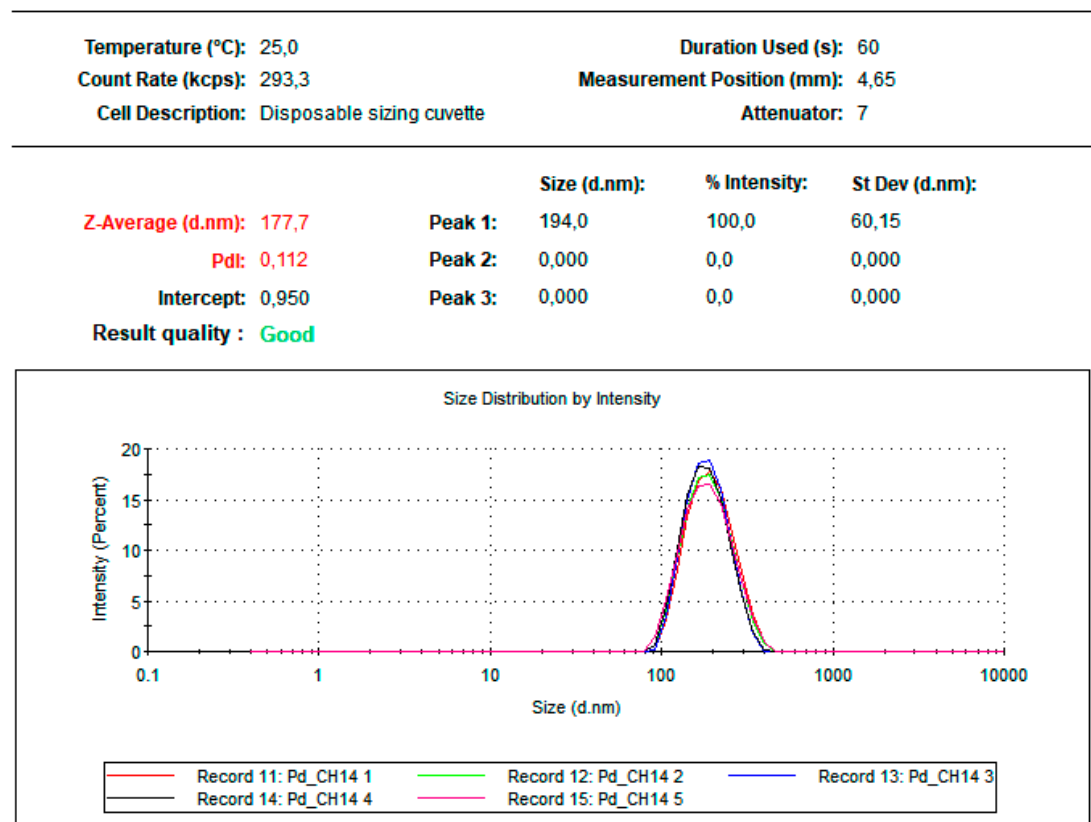 Temperature (°C): 25,0 Duration Used (s): 60
Count Rate (kcps): 293,3 Measurement Position (mm): 4,65
Cell Description: Disposable sizing cuvette Attenuator: 7
Size (d.nm): % Intensity: St Dev (d.nm):
Z-Average (d.nm): 177,7 Peak 1: 194,0 100,0 60,15
PdI: 0,112 Peak 2: 0,000 0,0 0,000
Intercept: 0,950 Peak 3: 0,000 0,0 0,000
Result quality : Good
Size Distribution by Intensity
Intensity (Percent)
20
15
10
5
0
0.1 1 10 100 1000 10000
Size (d.nm)
Record 11: Pd_CH14 1 Record 12: Pd_CH14 2 Record 13: Pd_CH14 3
Record 14: Pd_CH14 4 Record 15: Pd_CH14 5